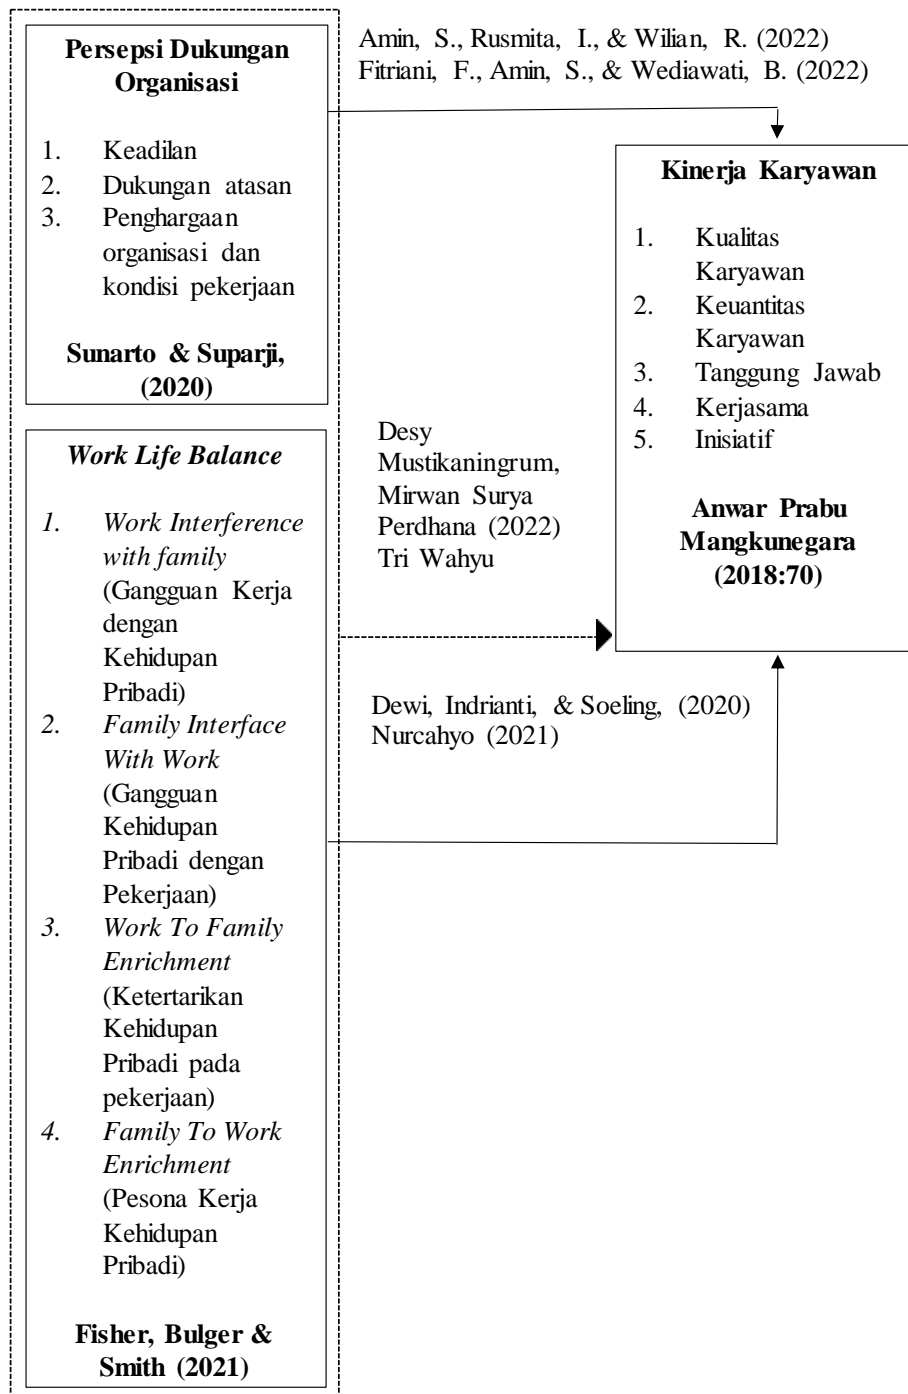 Persepsi Dukungan
Organisasi
1. Keadilan
2. Dukungan atasan
3. Penghargaan
organisasi dan
kondisi pekerjaan
Sunarto & Suparji,
(2020)
Amin, S., Rusmita, I., & Wilian, R. (2022)
Fitriani, F., Amin, S., & Wediawati, B. (2022)
Kinerja Karyawan
1. Kualitas
Karyawan
2. Keuantitas
Karyawan
3. Tanggung Jawab
4. Kerjasama
5. Inisiatif
Anwar Prabu
Mangkunegara
(2018:70)
Work Life Balance
1. Work Interference
with family
(Gangguan Kerja
dengan
Kehidupan
Pribadi)
2. Family Interface
With Work
(Gangguan
Kehidupan
Pribadi dengan
Pekerjaan)
3. Work To Family
Enrichment
(Ketertarikan
Kehidupan
Pribadi pada
pekerjaan)
4. Family To Work
Enrichment
(Pesona Kerja
Kehidupan
Pribadi)
Fisher, Bulger &
Smith (2021)
Desy
Mustikaningrum,
Mirwan Surya
Perdhana (2022)
Tri Wahyu
Dewi, Indrianti, & Soeling, (2020)
Nurcahyo (2021)